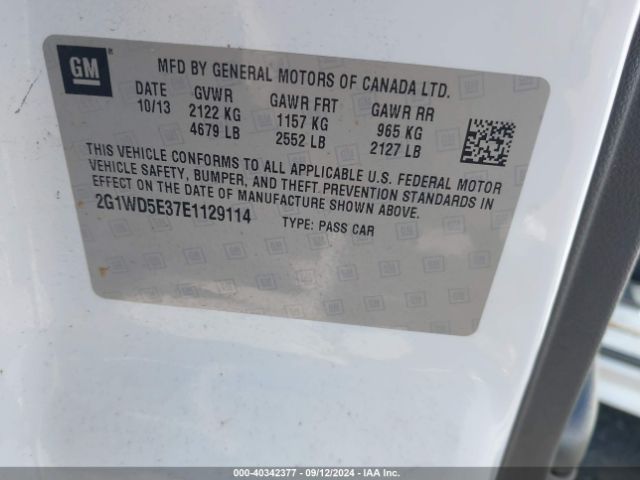 GM ®
MFD BY GENERAL MOTORS OF CANADA LTD.
DATE GVWR GAWR FRT GAWR RR
10/13 2122 KG 1157 KG 965 KG
4679 LB 2552 LB 2127 LB
THIS VEHICLE CONFORMS TO ALL APPLICABLE U.S. FEDERAL MOTOR
VEHICLE SAFETY, BUMPER, AND THEFT PREVENTION STANDARDS IN
EFFECT ON THE DATE OF MANUFACTURE SHOWN ABOVE.
2G1WD5E37E1129114 TYPE: PASS CAR
000-40342377 - 09/12/2024 - IAA Inc.